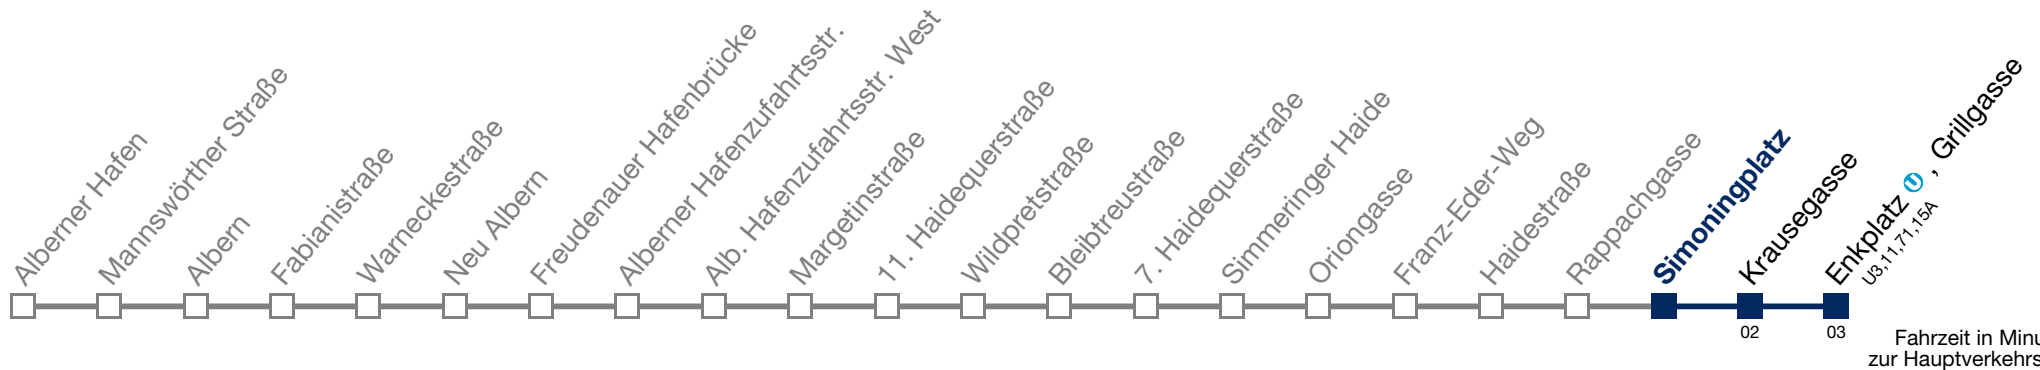 Alberner Hafen
Mannswörther Straße
Albern
Fabianistraße
Warneckestraße
Neu Albern
Freudenauer Hafenbrücke
Alberner Hafenzufahrtsstr.
Alb. Hafenzufahrtsstr. West
Margetinstraße
11. Haidequerstraße
Wildpretstraße
Bleibtreustraße
7. Haidequerstraße
Simmeringer Haide
Oriongasse
Franz-Eder-Weg
Haidestraße
Rappachgasse
Simoningplatz
Krausegasse
Enkplatz U , Grillgasse
U3,11,71,15A
02
03
Fahrzeit in Minu
zur Hauptverkehrs